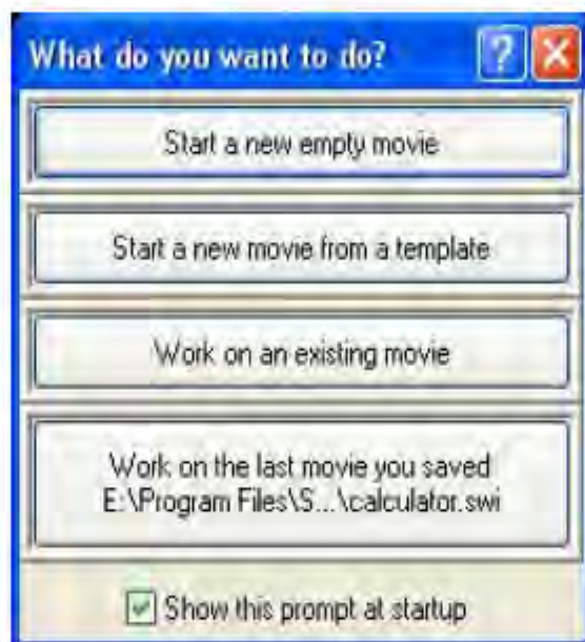 What do you want to do?
Start a new empty movie
Start a new movie from a template
Work on an existing movie
Work on the last movie you saved
E:\Program Files\S...\calculator.swi
Show this prompt at startup